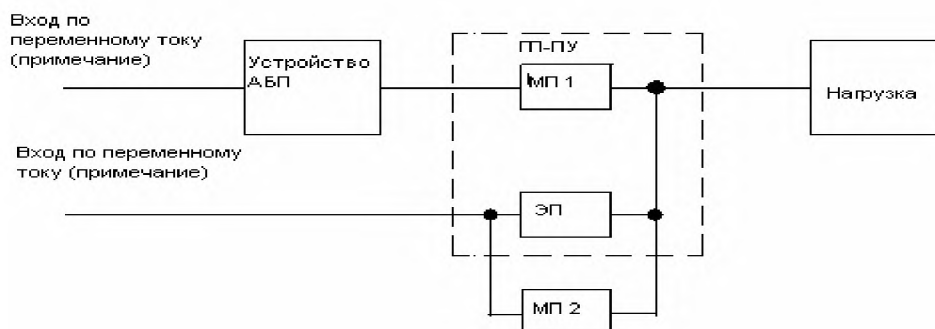 Вход по
переменному току
(примечание)
Устройство
АБП
ГП-ПУ
МП 1
Нагрузка
Вход по переменному
току (примечание)
ЭП
МП 2